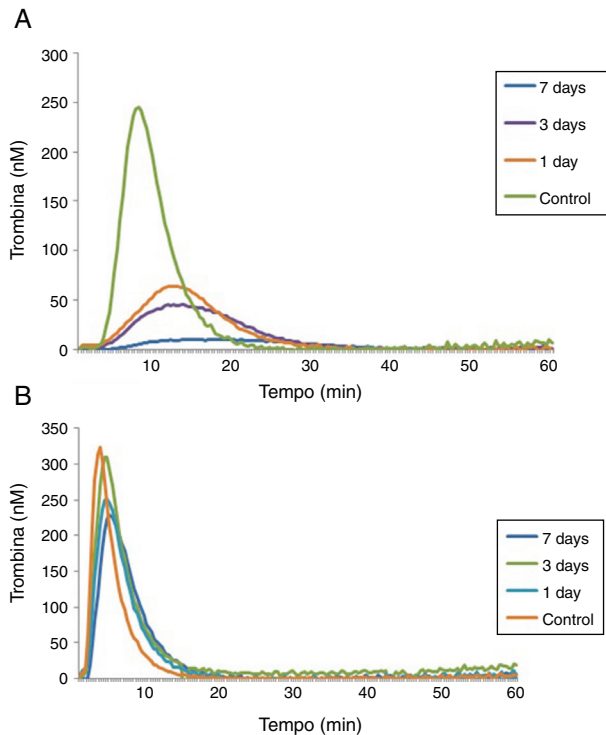 A
300
250
200
150
100
50
0
Trombina (nM)
10 20 30 40 50 60
Tempo (min)
7 days
3 days
1 day
Control
B
350
300
250
200
150
100
50
0
Trombina (nM)
10 20 30 40 50 60
Tempo (min)
7 days
3 days
1 day
Control